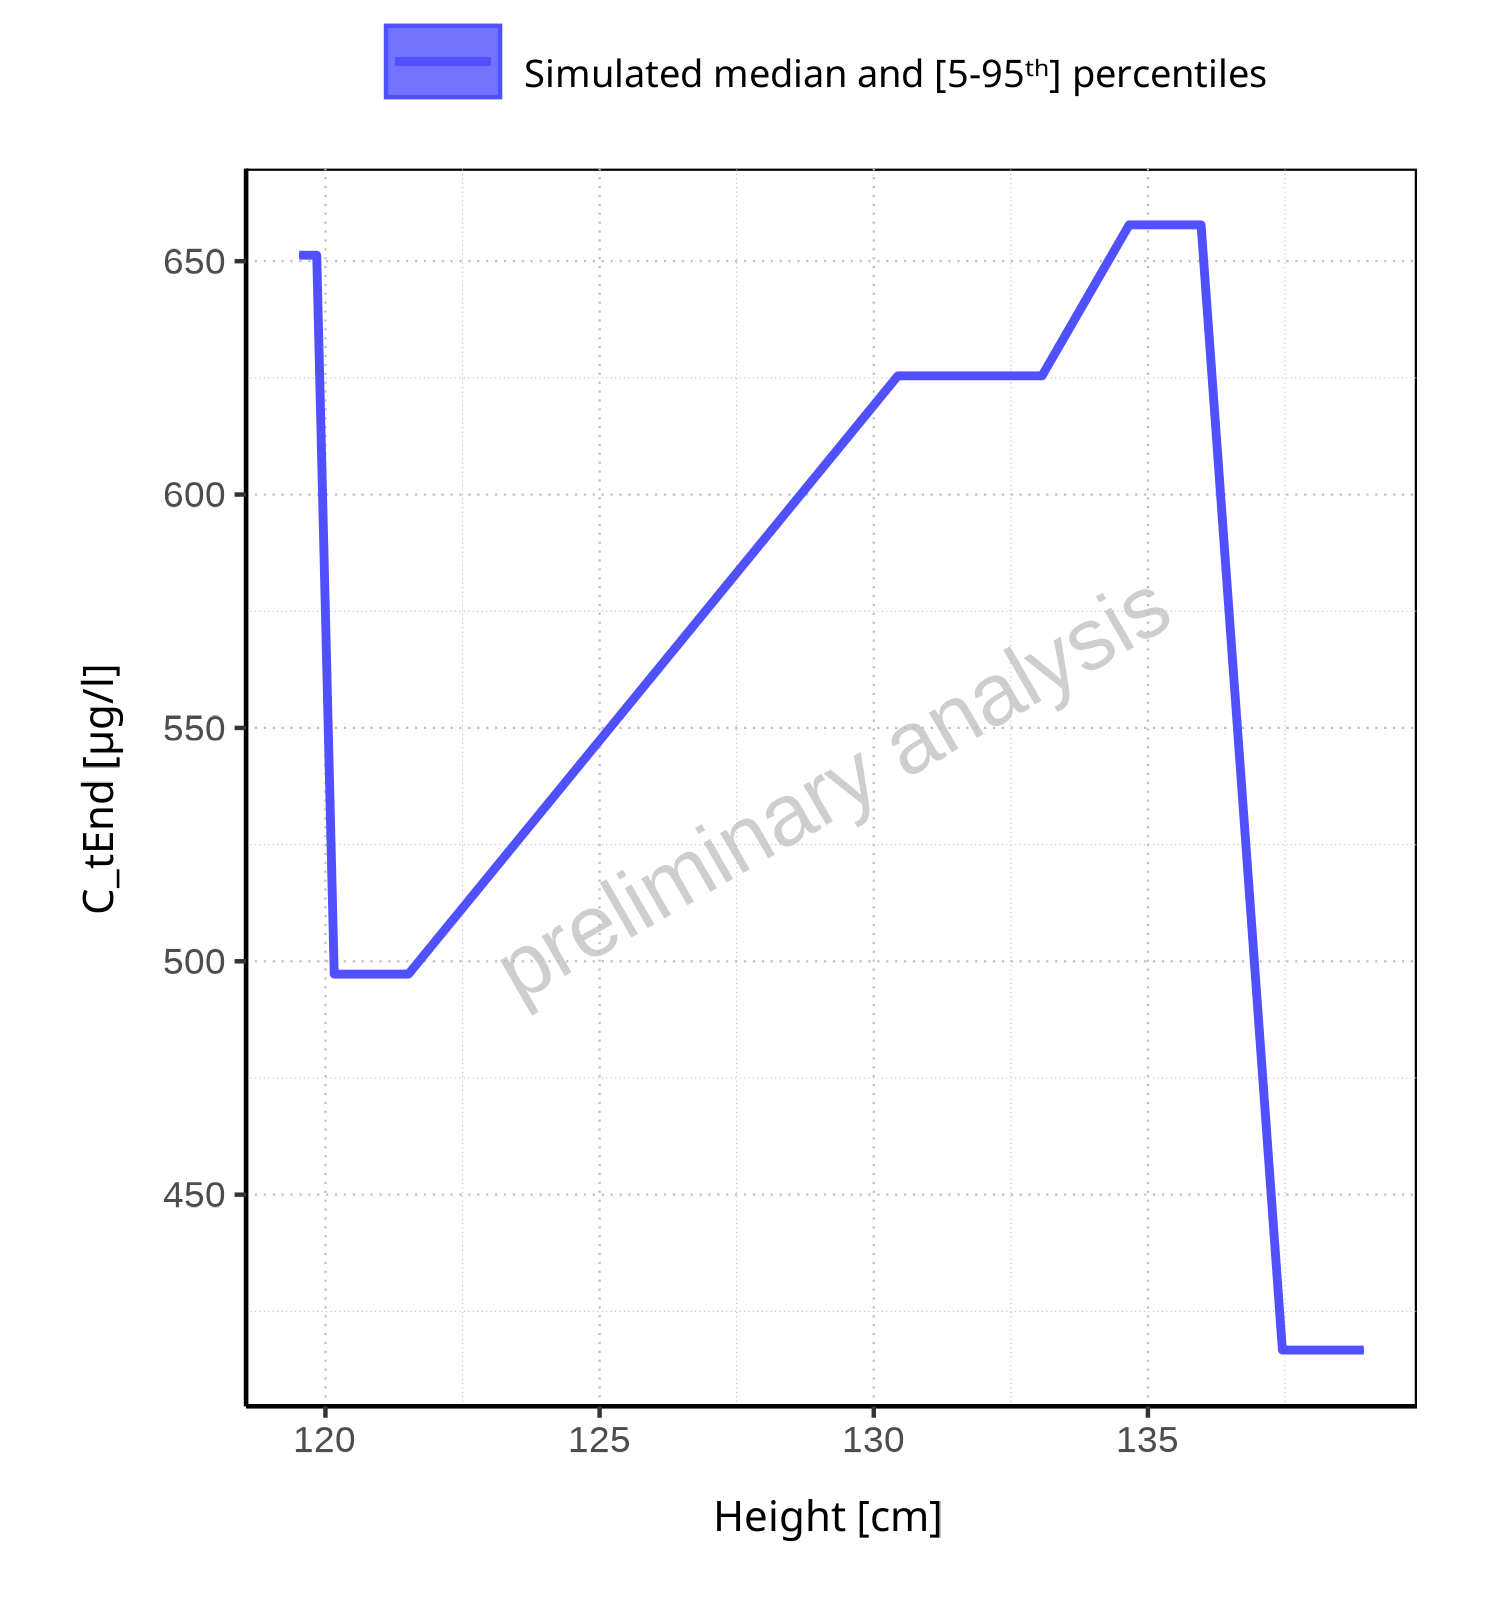 Simulated median and [5-95ᵗʰ] percentiles
650
600
550
500
450
C_tEnd [µg/l]
preliminary analysis
120 125 130 135
Height [cm]